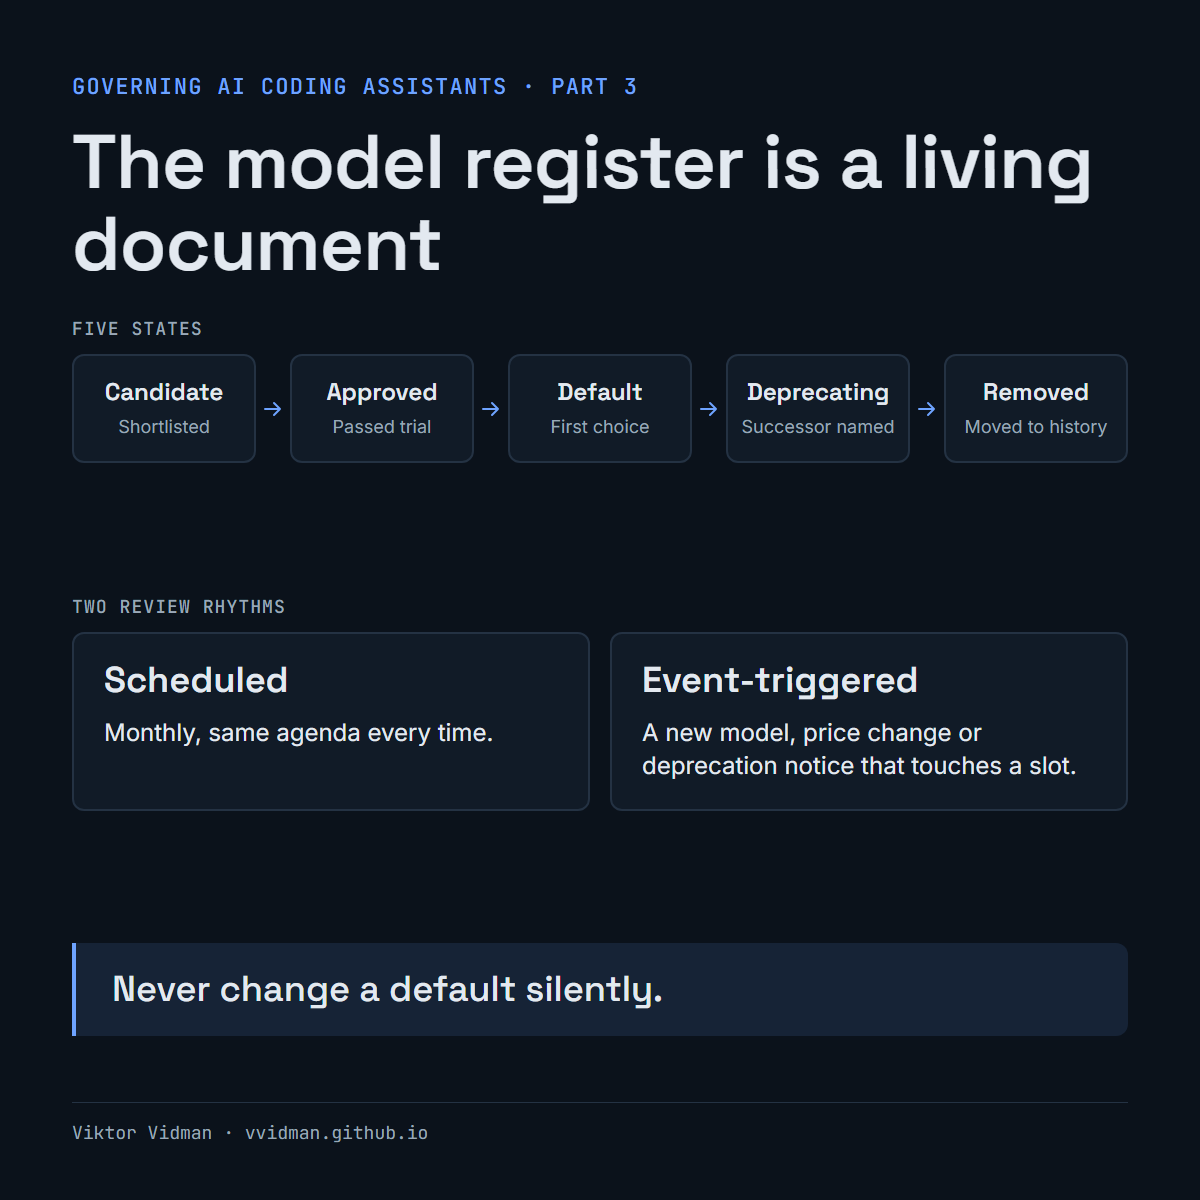 GOVERNING AI CODING ASSISTANTS · PART 3
The model register is a living
document
FIVE STATES
Candidate
Shortlisted
→
Approved
Passed trial
→
Default
First choice
→
Deprecating
Successor named
→
Removed
Moved to history
TWO REVIEW RHYTHMS
Scheduled
Monthly, same agenda every time.
Event-triggered
A new model, price change or
deprecation notice that touches a slot.
Never change a default silently.
Viktor Vidman · vvidman.github.io